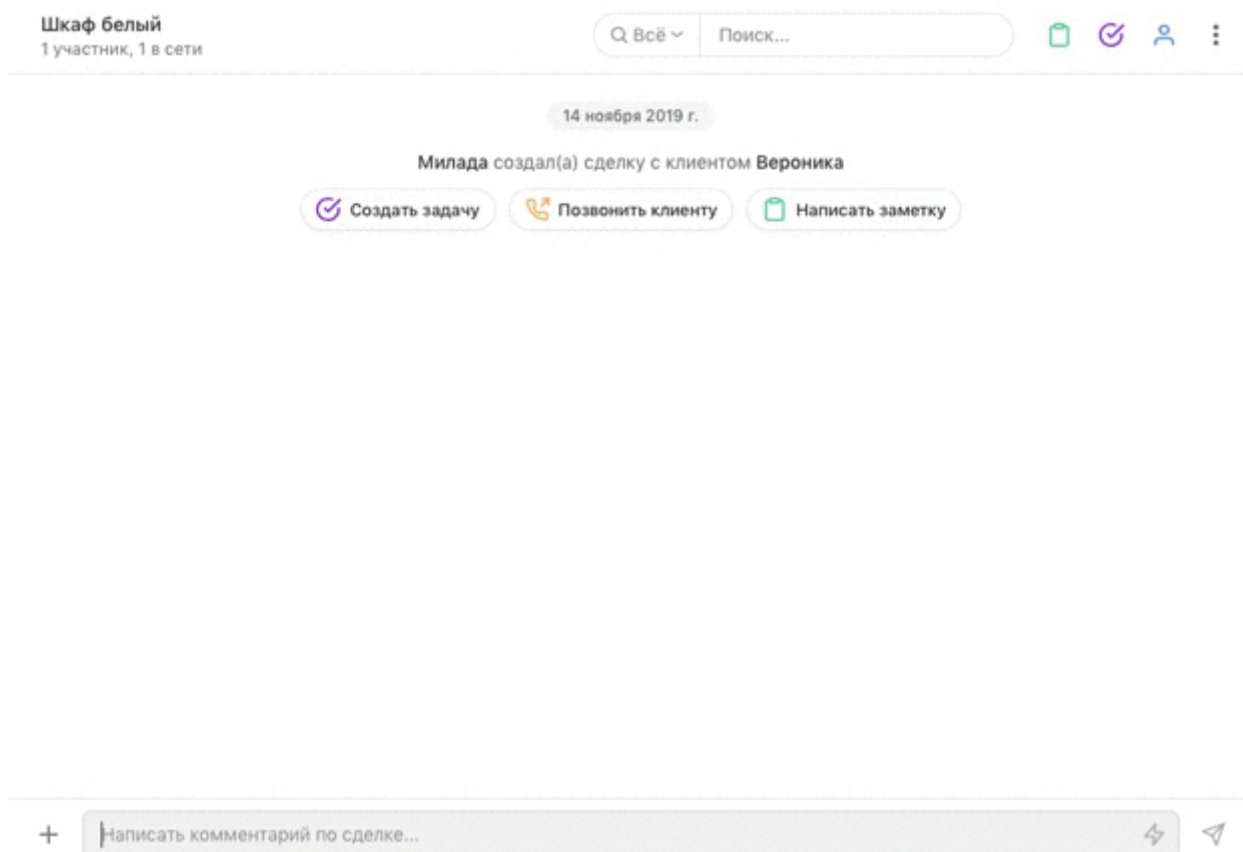 Шкаф белый
1 участник, 1 в сети
Всё
Поиск...
14 ноября 2019 г.
Милада создал(а) сделку с клиентом Вероника
Создать задачу
Позвонить клиенту
Написать заметку
Написать комментарий по сделке...